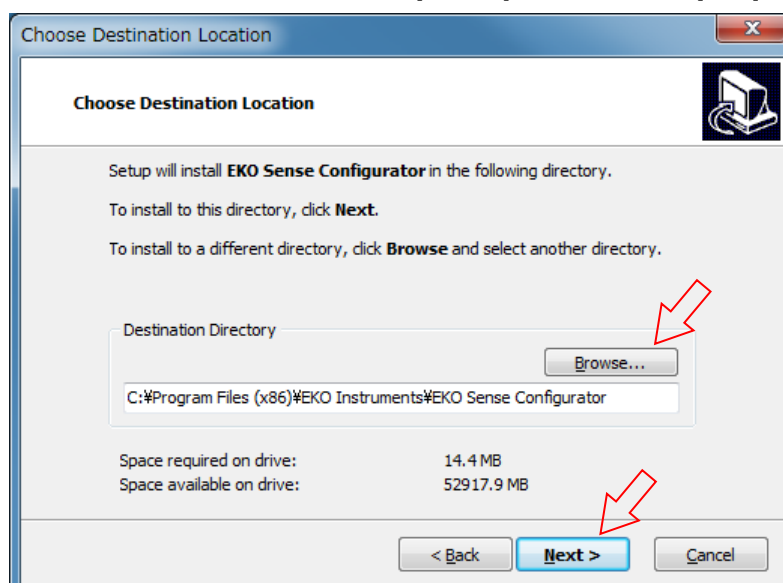 Choose Destination Location
Choose Destination Location
Setup will install EKO Sense Configurator in the following directory.
To install to this directory, click Next.
To install to a different directory, click Browse and select another directory.
Destination Directory
Browse...
C:¥Program Files (x86)¥EKO Instruments¥EKO Sense Configurator
Space required on drive: 14.4 MB
Space available on drive: 52917.9 MB
< Back Next > Cancel